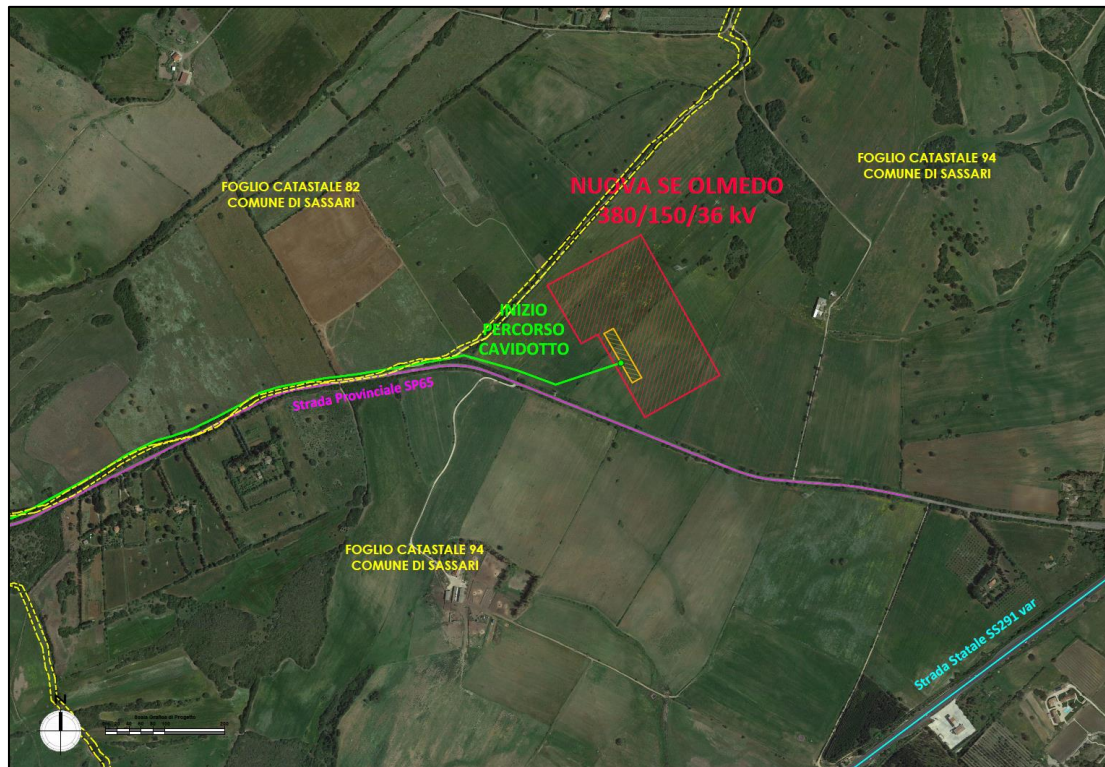 FOGLIO CATASTALE 94
COMUNE DI SASSARI
FOGLIO CATASTALE 82
COMUNE DI SASSARI
NUOVA SE OLMEDO
380/150/36 kV
INIZIO
PERCORSO
CAVIDOTTO
Strada Provinciale SP65
FOGLIO CATASTALE 94
COMUNE DI SASSARI
Strada Statale SS291 var
N